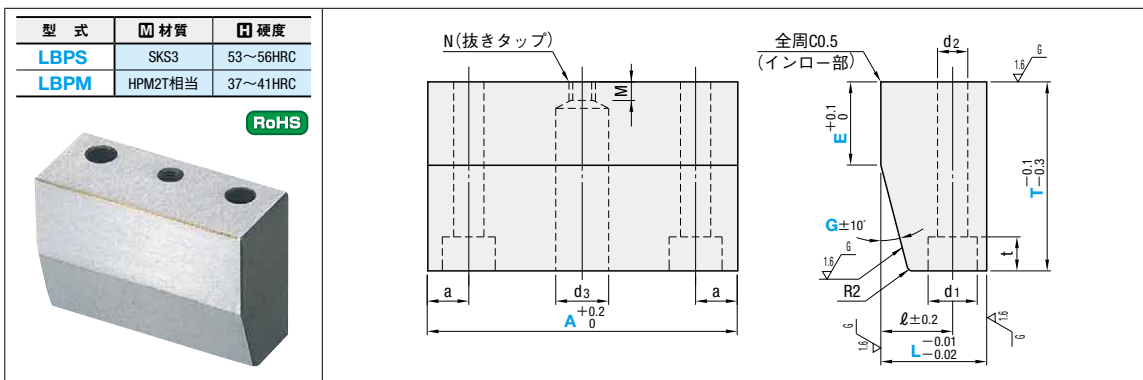 型 式 M 材質 H 硬度
LBPS SKS3 53〜56HRC
LBPM HPM2T相当 37〜41HRC
RoHS
N(抜きタップ)
M
a
d3
a
A +0.2 0
全周C0.5
(インロー部)
d2
1.6 G
E +0.1 0
T -0.1 -0.3
G±10′
1.6 G
R2
t
d1
ℓ±0.2
1.6 G
1.6 G
L -0.01 -0.02